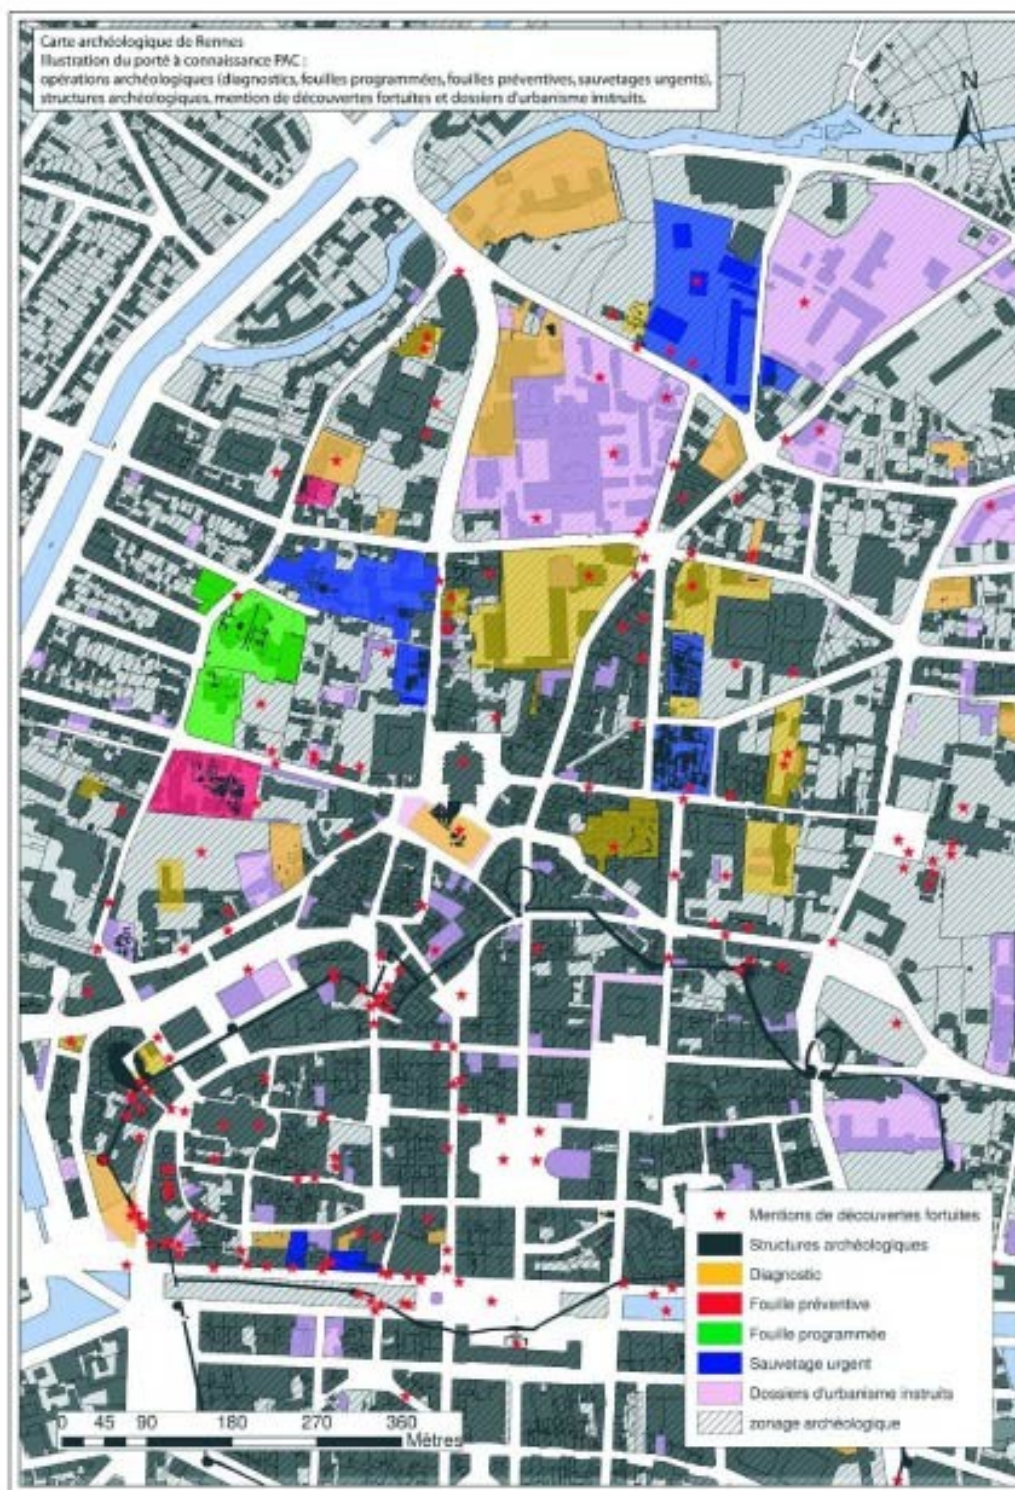 Carte archéologique de Rennes
Illustration du porté à connaissance PAC :
opérations archéologiques (diagnostics, fouilles programmées, fouilles préventives, sauvetages urgents),
structures archéologiques, mention de découvertes fortuites et dossiers d'urbanisme instruits.
N
Mentions de découvertes fortuites
Structures archéologiques
Diagnostic
Fouille préventive
Fouille programmée
Sauvetage urgent
Dossiers d'urbanisme instruits
zonage archéologique
0 45 90 180 270 360
Mètres